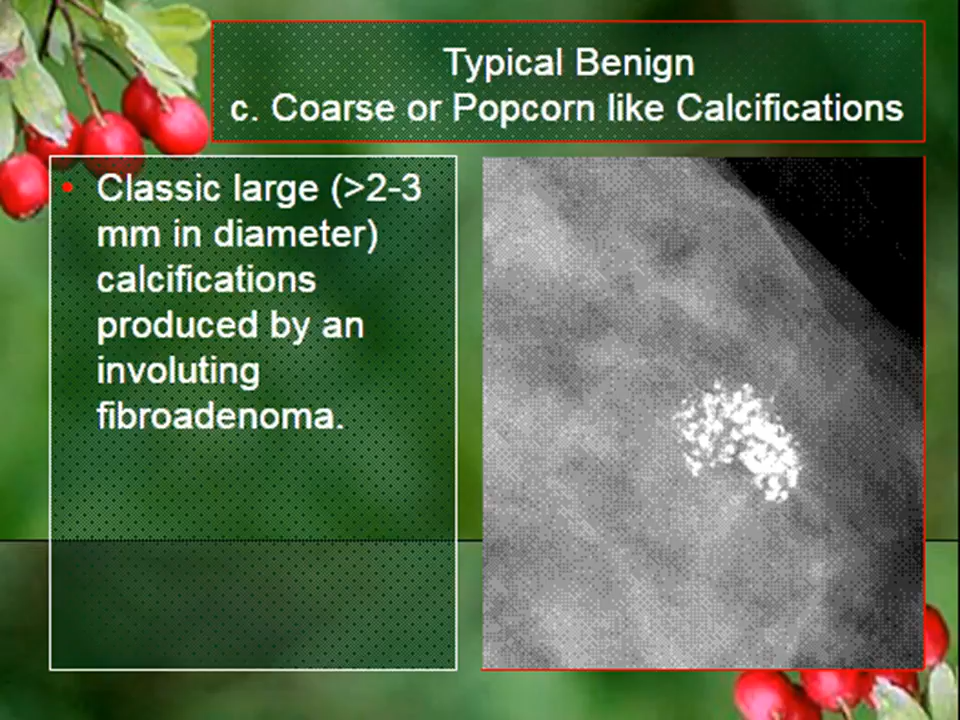 Typical Benign
c. Coarse or Popcorn like Calcifications
• Classic large (>2-3
mm in diameter)
calcifications
produced by an
involuting
fibroadenoma.